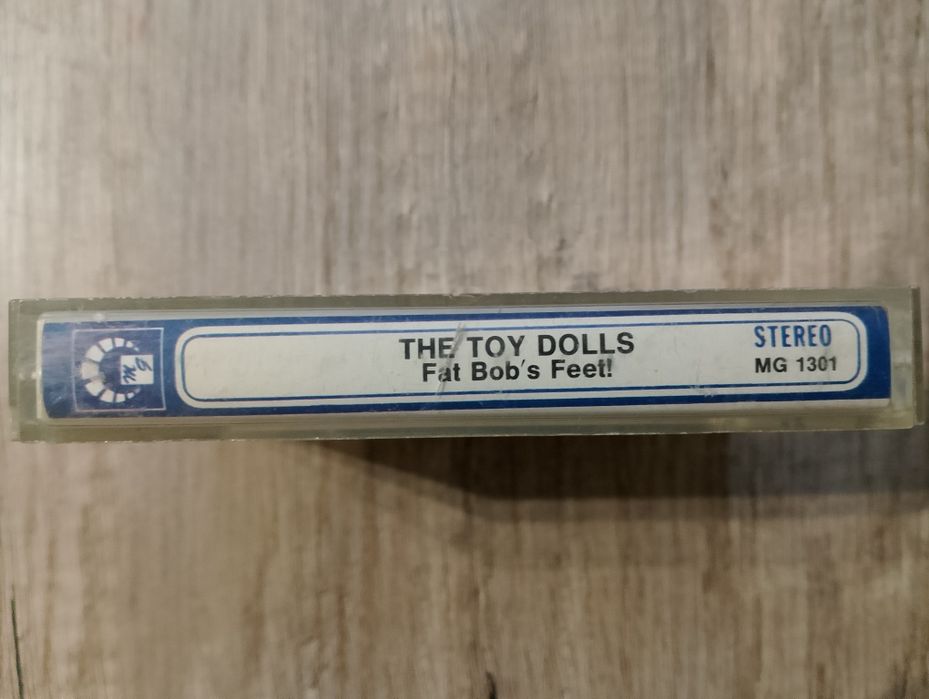 THE TOY DOLLS
Fat Bob's Feet!
STEREO
MG 1301